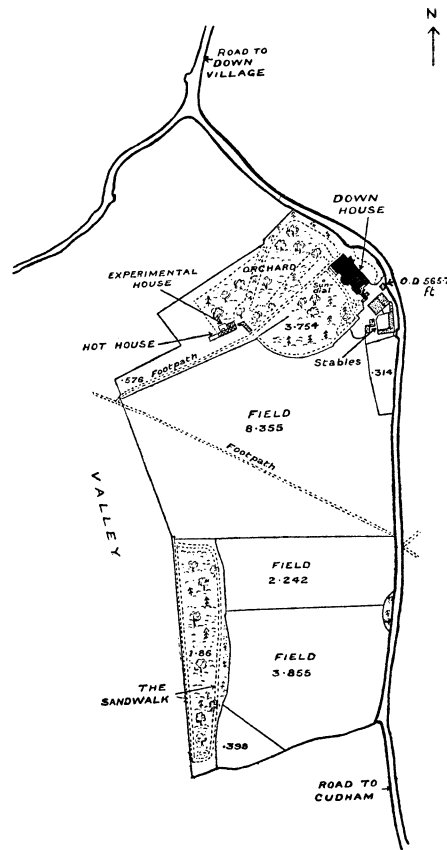 N
ROAD TO
DOWN
VILLAGE
DOWN
HOUSE
ORCHARD
EXPERIMENTAL
HOUSE
Sun
dial
O.D 565·7
ft
HOT HOUSE
3·754
Stables
·314
·576
Footpath
FIELD
8·355
Footpath
VALLEY
FIELD
2·242
1·86
FIELD
3·855
THE
SANDWALK
·398
ROAD TO
CUDHAM